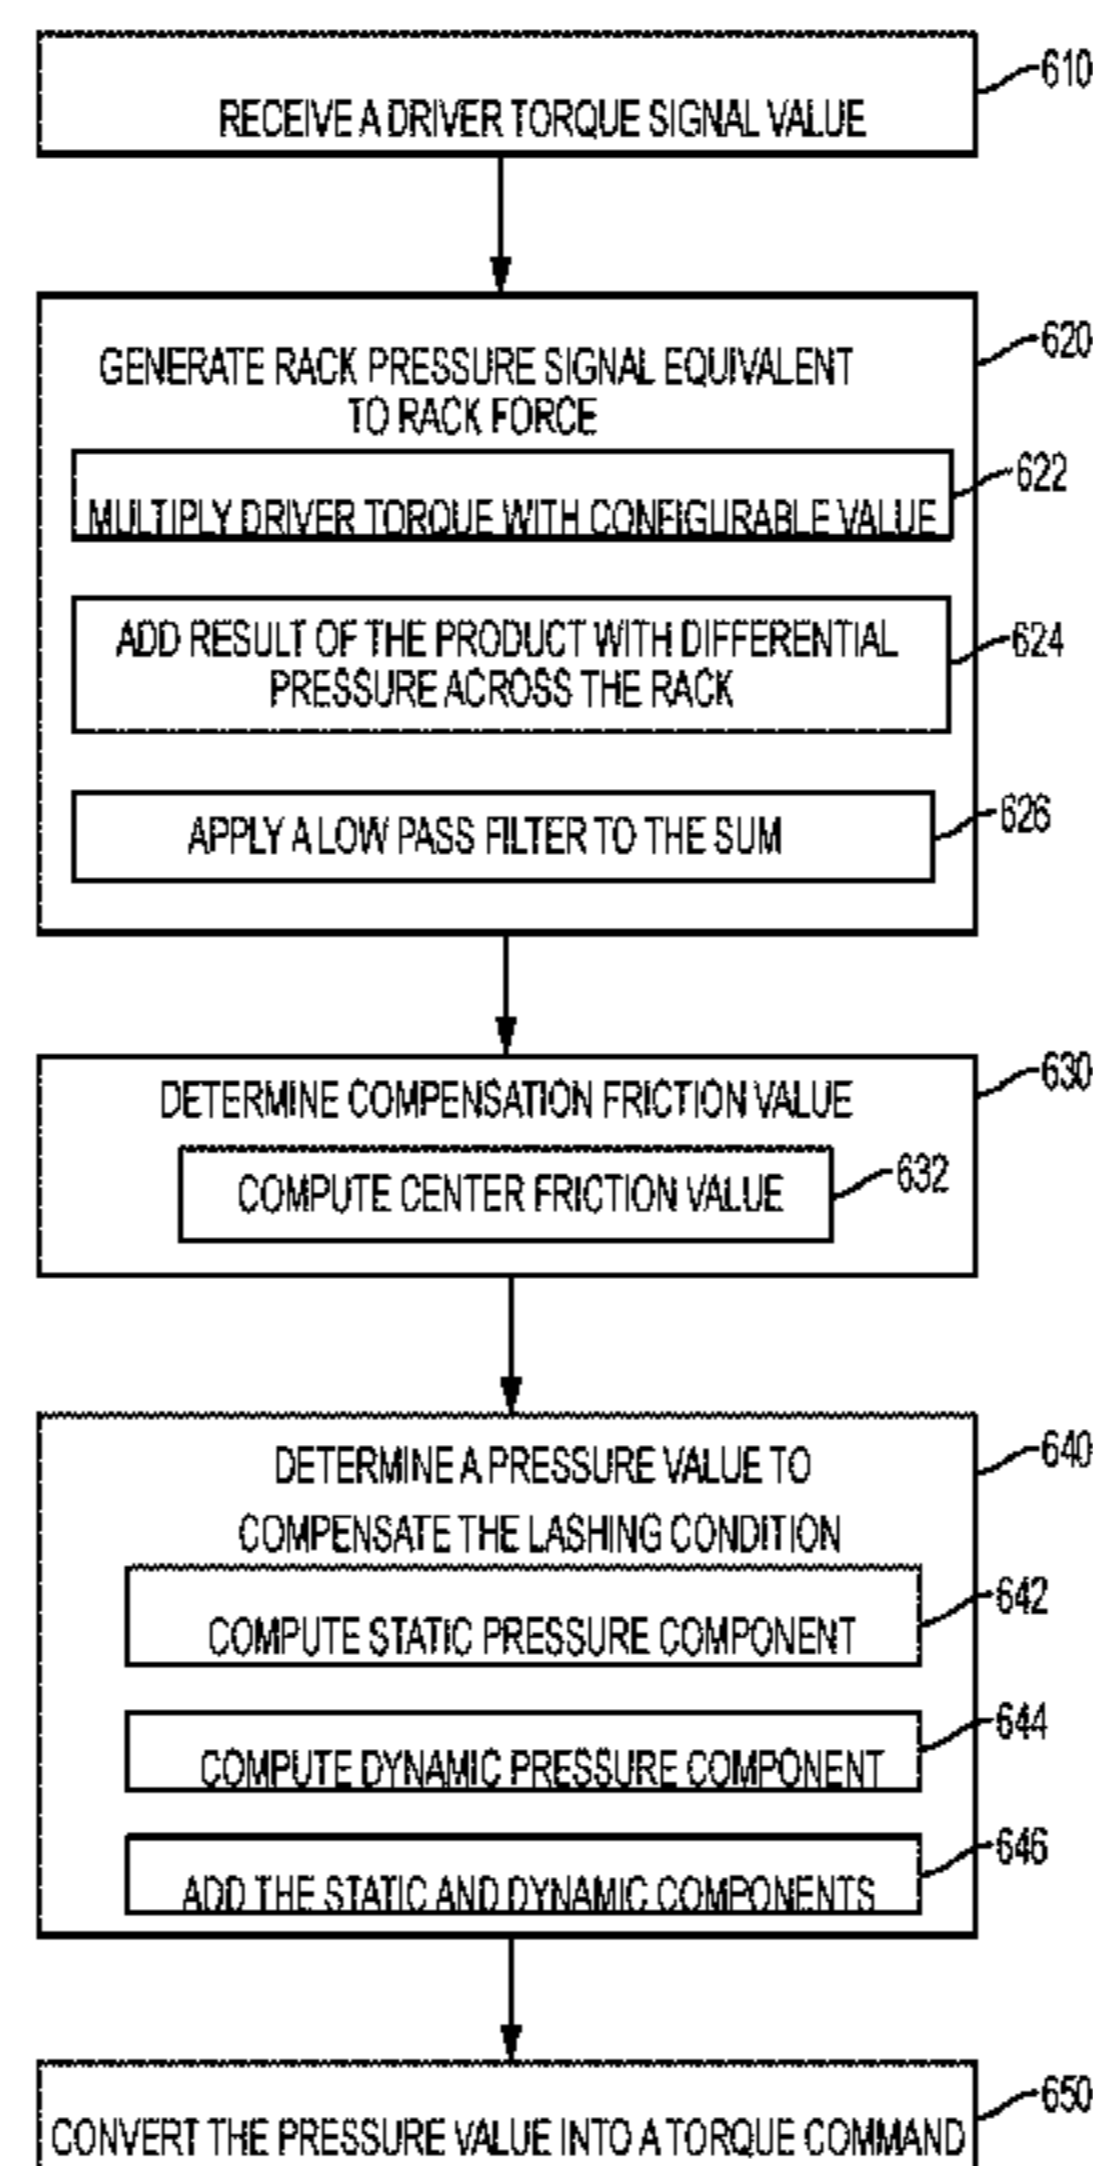 610
RECEIVE A DRIVER TORQUE SIGNAL VALUE
620
GENERATE RACK PRESSURE SIGNAL EQUIVALENT
TO RACK FORCE
622
MULTIPLY DRIVER TORQUE WITH CONFIGURABLE VALUE
624
ADD RESULT OF THE PRODUCT WITH DIFFERENTIAL
PRESSURE ACROSS THE RACK
626
APPLY A LOW PASS FILTER TO THE SUM
630
DETERMINE COMPENSATION FRICTION VALUE
632
COMPUTE CENTER FRICTION VALUE
640
DETERMINE A PRESSURE VALUE TO
COMPENSATE THE LASHING CONDITION
642
COMPUTE STATIC PRESSURE COMPONENT
644
COMPUTE DYNAMIC PRESSURE COMPONENT
646
ADD THE STATIC AND DYNAMIC COMPONENTS
650
CONVERT THE PRESSURE VALUE INTO A TORQUE COMMAND